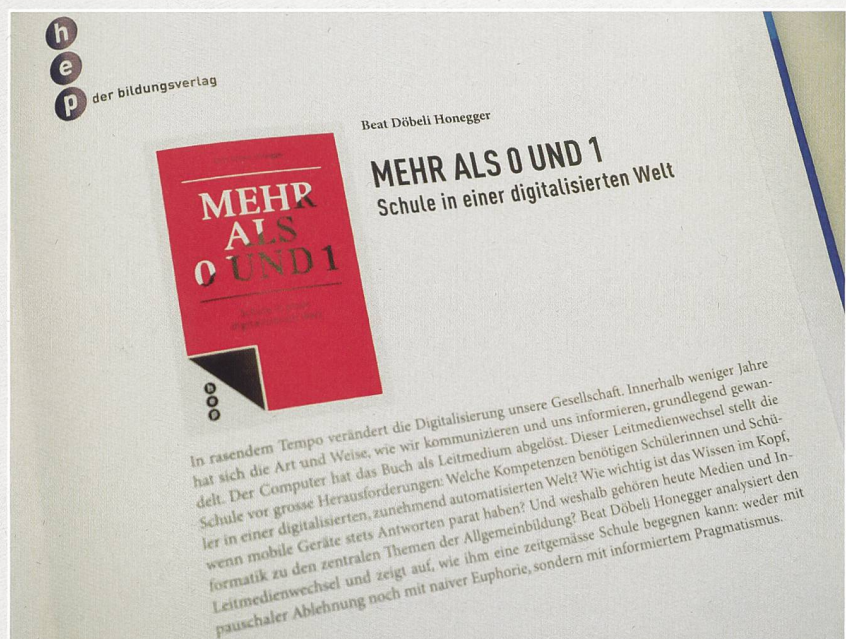 h
e
p der bildungsverlag
Beat Döbeli Honegger
MEHR ALS 0 UND 1
Schule in einer digitalisierten Welt
MEHR
ALS
0 UND 1
h
e
p
In rasendem Tempo verändert die Digitalisierung unsere Gesellschaft. Innerhalb weniger Jahre
hat sich die Art und Weise, wie wir kommunizieren und uns informieren, grundlegend gewan-
delt. Der Computer hat das Buch als Leitmedium abgelöst. Dieser Leitmedienwechsel stellt die
Schule vor grosse Herausforderungen: Welche Kompetenzen benötigen Schülerinnen und Schü-
ler in einer digitalisierten, zunehmend automatisierten Welt? Wie wichtig ist das Wissen im Kopf,
wenn mobile Geräte stets Antworten parat haben? Und weshalb gehören heute Medien und In-
formatik zu den zentralen Themen der Allgemeinbildung? Beat Döbeli Honegger analysiert den
Leitmedienwechsel und zeigt auf, wie ihm eine zeitgemässe Schule begegnen kann: weder mit
pauschaler Ablehnung noch mit naiver Euphorie, sondern mit informiertem Pragmatismus.